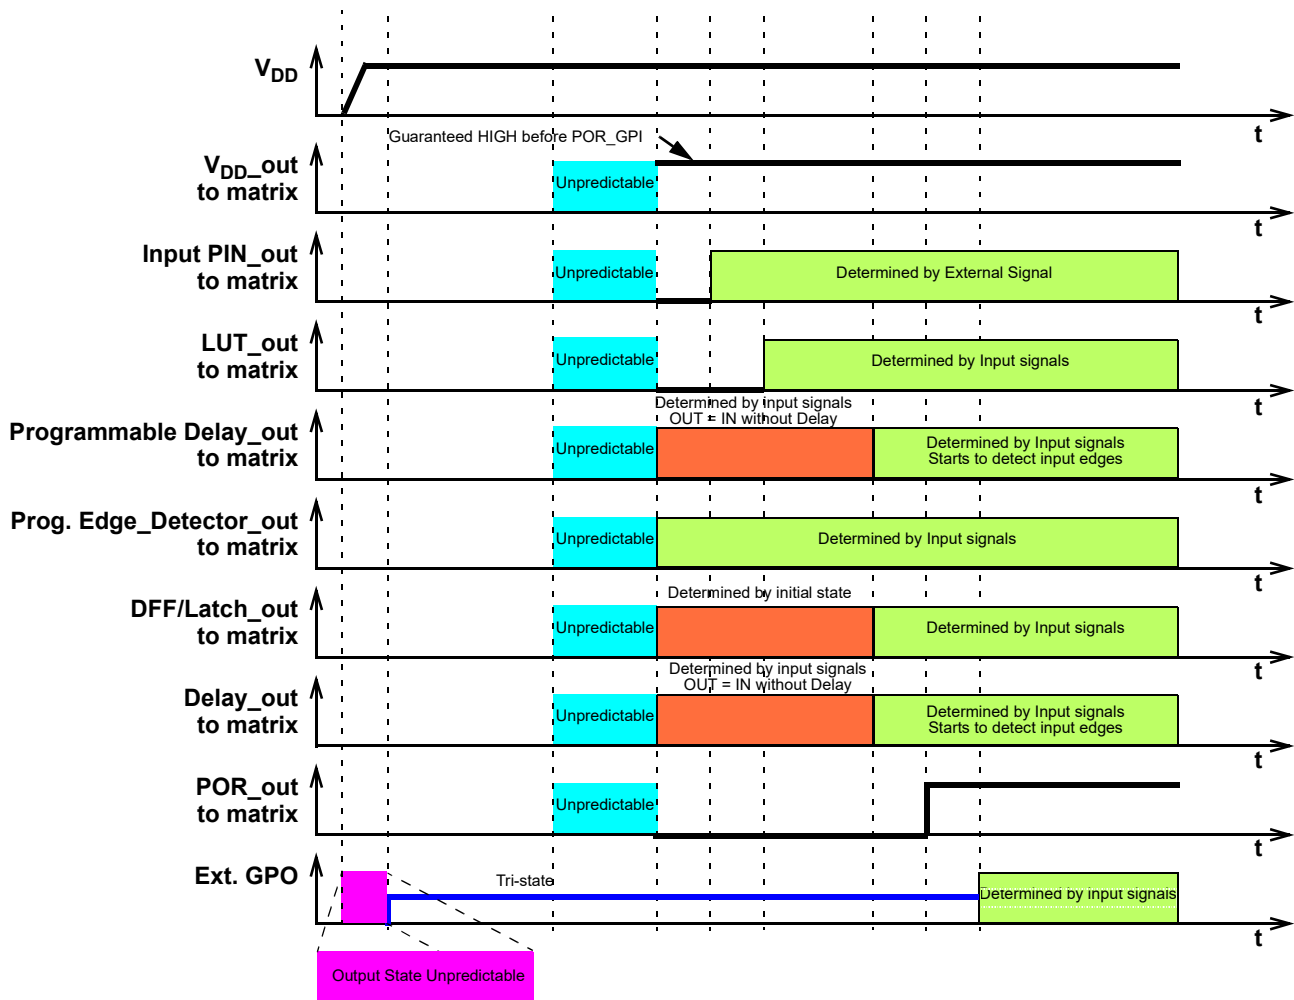 VDD
t
Guaranteed HIGH before POR_GPI
VDD_out
to matrix
Unpredictable
t
Input PIN_out
to matrix
Unpredictable
Determined by External Signal
t
LUT_out
to matrix
Unpredictable
Determined by Input signals
t
Determined by input signals
OUT = IN without Delay
Programmable Delay_out
to matrix
Unpredictable
Determined by Input signals
Starts to detect input edges
t
Prog. Edge_Detector_out
to matrix
Unpredictable
Determined by Input signals
t
Determined by initial state
DFF/Latch_out
to matrix
Unpredictable
Determined by Input signals
t
Determined by input signals
OUT = IN without Delay
Delay_out
to matrix
Unpredictable
Determined by Input signals
Starts to detect input edges
t
POR_out
to matrix
Unpredictable
t
Ext. GPO
Tri-state
Determined by input signals
t
Output State Unpredictable